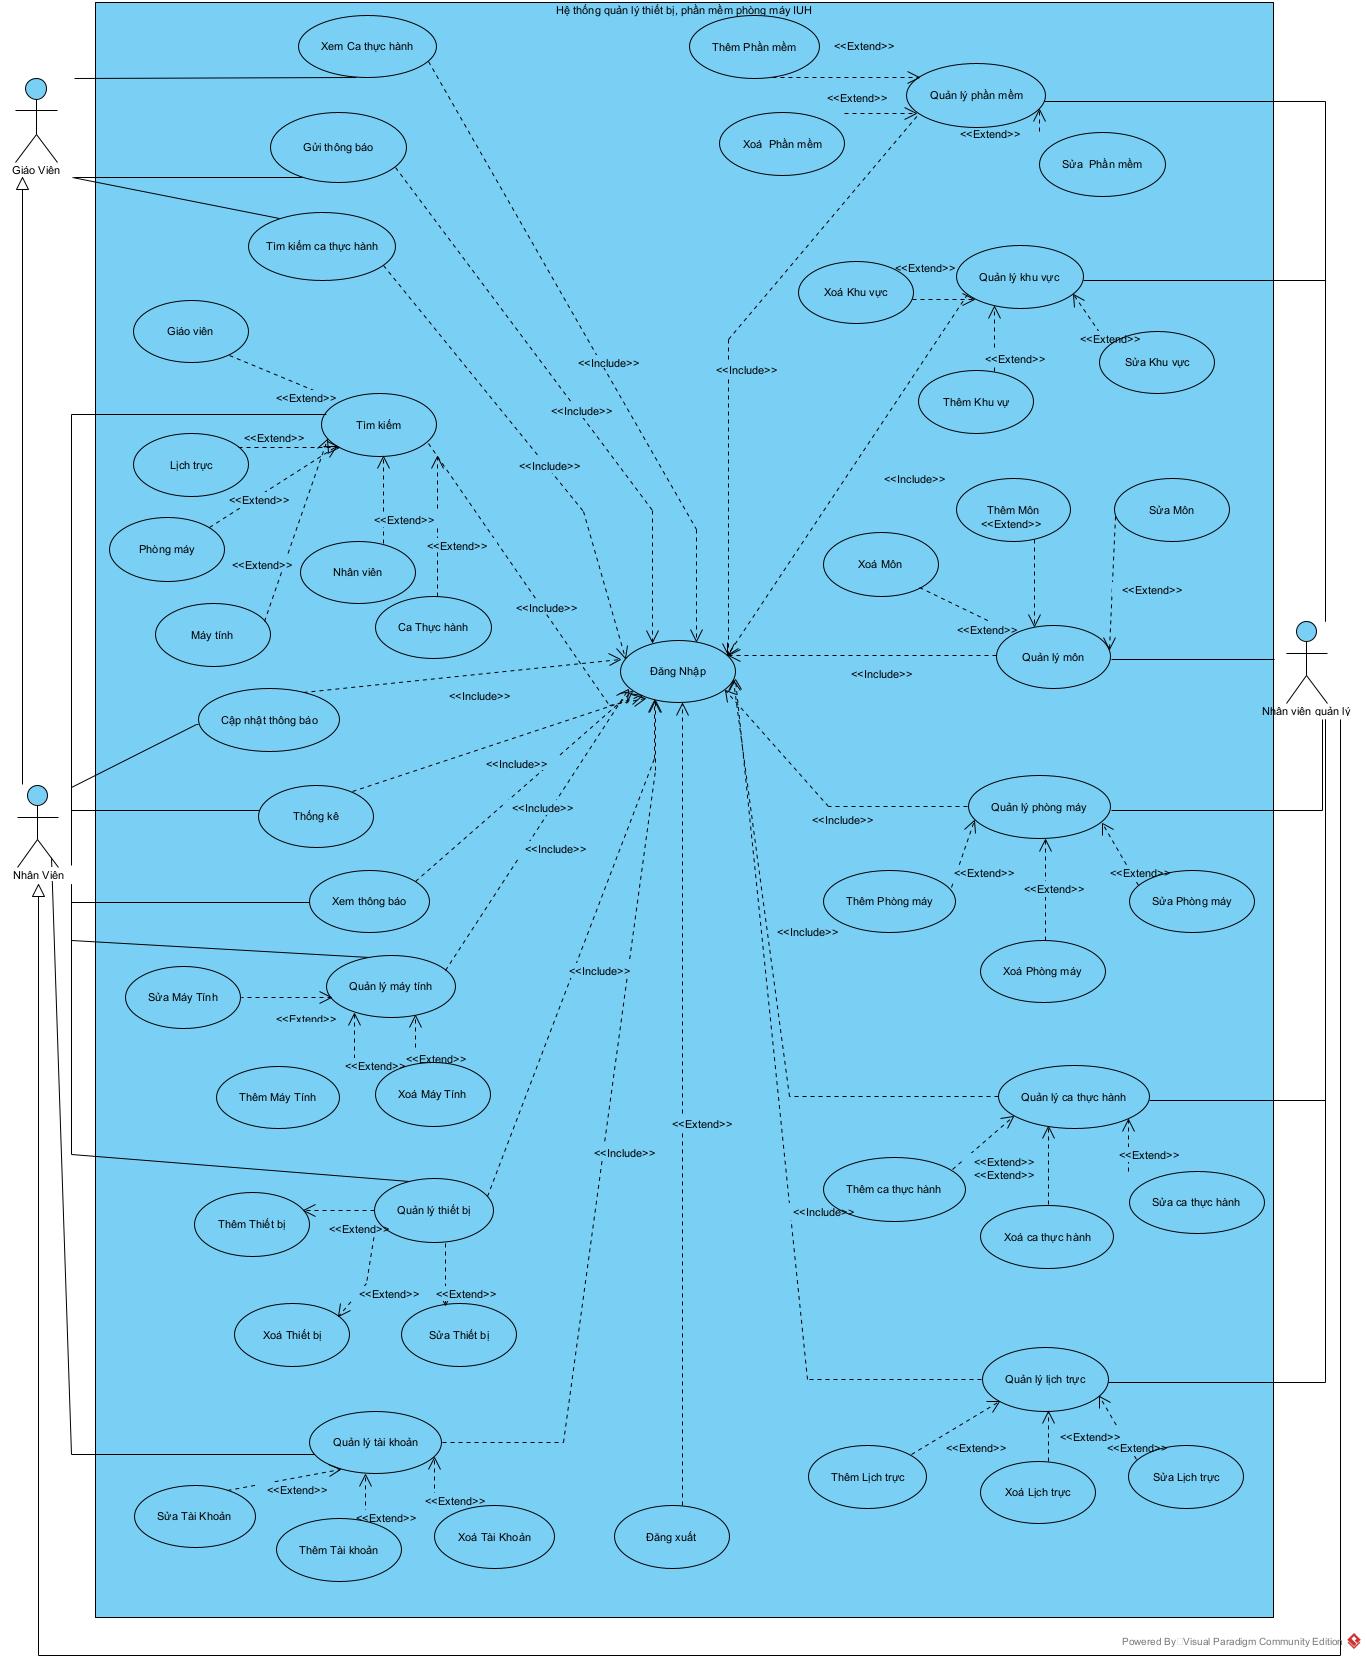 Hệ thống quản lý thiết bị, phần mềm phòng máy IUH
Xem Ca thực hành
Thêm Phần mềm
<<Extend>>
Quản lý phần mềm
<<Extend>>
<<Extend>>
Xoá  Phần mềm
Sửa  Phần mềm
Giáo Viên
Gửi thông báo
Tìm kiếm ca thực hành
Quản lý khu vực
<<Extend>>
Xoá Khu vực
<<Extend>>
<<Extend>>
Sửa Khu vực
Thêm Khu vự
Giáo viên
<<Extend>>
<<Include>>
<<Include>>
<<Include>>
<<Include>>
Tìm kiếm
<<Extend>>
Lịch trực
<<Extend>>
Phòng máy
<<Extend>>
Nhân viên
<<Extend>>
<<Extend>>
Máy tính
Ca Thực hành
<<Include>>
<<Include>>
Thêm Môn
<<Extend>>
Sửa Môn
Xoá Môn
<<Extend>>
<<Extend>>
Quản lý môn
<<Include>>
Đăng Nhập
Nhân viên quản lý
Cập nhật thông báo
<<Include>>
Thống kê
<<Include>>
<<Include>>
<<Include>>
Nhân Viên
Xem thông báo
Quản lý phòng máy
<<Include>>
<<Extend>>
<<Extend>>
<<Extend>>
Thêm Phòng máy
Sửa Phòng máy
Xoá Phòng máy
<<Include>>
<<Include>>
Quản lý máy tính
Sửa Máy Tính
<<Extend>>
<<Extend>>
<<Extend>>
Thêm Máy Tính
Xoá Máy Tính
Quản lý ca thực hành
<<Extend>>
<<Include>>
<<Extend>>
<<Extend>>
<<Extend>>
Thêm ca thực hành
Sửa ca thực hành
Xoá ca thực hành
<<Include>>
Quản lý thiết bị
Thêm Thiết bị
<<Extend>>
<<Extend>>
<<Extend>>
Xoá Thiết bị
Sửa Thiết bị
Quản lý lịch trực
<<Extend>>
<<Extend>>
<<Extend>>
Thêm Lịch trực
Xoá Lịch trực
Sửa Lịch trực
Quản lý tài khoản
<<Extend>>
<<Extend>>
<<Extend>>
Sửa Tài Khoản
Thêm Tài khoản
Xoá Tài Khoản
Đăng xuất
Powered By Visual Paradigm Community Edition